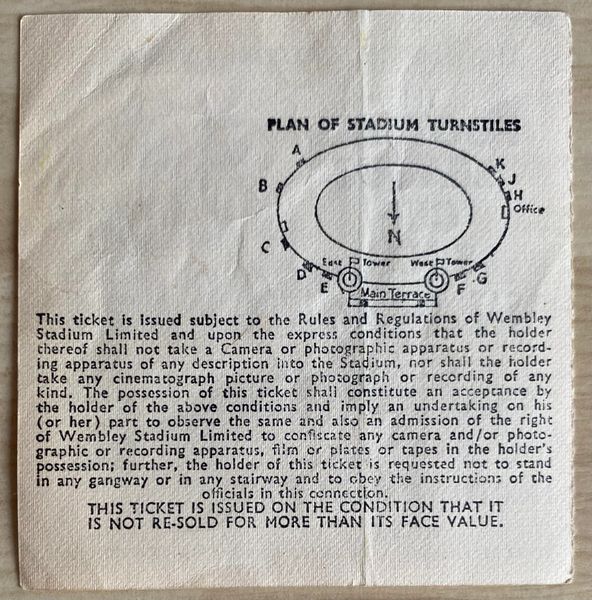 PLAN OF STADIUM TURNSTILES
A
K
J
B
H
Office
N
C
East Tower
West Tower
D
G
E
F
Main Terrace
This ticket is issued subject to the Rules and Regulations of Wembley
Stadium Limited and upon the express conditions that the holder
thereof shall not take a Camera or photographic apparatus or record-
ing apparatus of any description into the Stadium, nor shall the holder
take any cinematograph picture or photograph or recording of any
kind. The possession of this ticket shall constitute an acceptance by
the holder of the above conditions and imply an undertaking on his
(or her) part to observe the same and also an admission of the right
of Wembley Stadium Limited to confiscate any camera and/or photo-
graphic or recording apparatus, film or plates or tapes in the holder's
possession; further, the holder of this ticket is requested not to stand
in any gangway or in any stairway and to obey the instructions of the
officials in this connection.
THIS TICKET IS ISSUED ON THE CONDITION THAT IT
IS NOT RE-SOLD FOR MORE THAN ITS FACE VALUE.